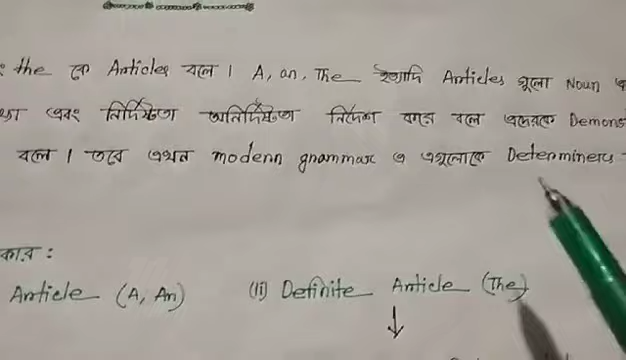 the কে Articles বলে । A, an, The ইত্যাদি Articles গুলো Noun এ
এবং নির্দিষ্টতা অনির্দিষ্টতা নির্দেশ করে বলে এদেরকে Demons
বলে । তবে এখন modern grammar এ এগুলোকে Determiners
কার :
Article (A, An) (ii) Definite Article (The)